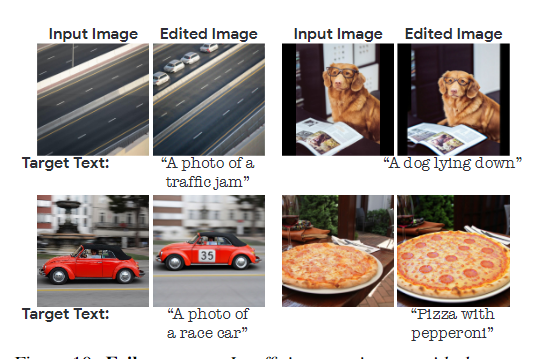 Input Image Edited Image Input Image Edited Image
Target Text: "A photo of a "A dog lying down"
traffic jam"
35
Target Text: "A photo of "Pizza with
a race car" pepperoni"